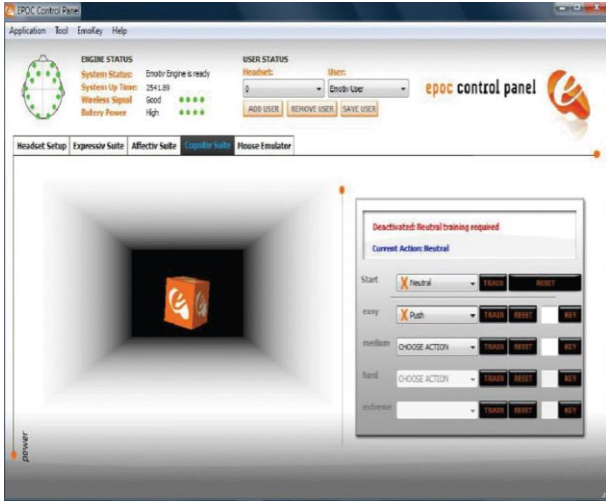 EPOC Control Panel
Application Tool EmoKey Help
ENGINE STATUS
System Status: Emotiv Engine is ready
System Up Time: 2541.89
Wireless Signal Good
Battery Power High
USER STATUS
Headset: User:
0 Emotiv User
ADD USER REMOVE USER SAVE USER
epoc control panel
Headset Setup Expressiv Suite Affectiv Suite Cognitiv Suite Mouse Emulator
Deactivated: Neutral training required
Current Action: Neutral
Start X Neutral TRAIN RESET
easy X Push TRAIN RESET KEY
medium CHOOSE ACTION TRAIN RESET KEY
hard CHOOSE ACTION TRAIN RESET KEY
extreme TRAIN RESET KEY
power